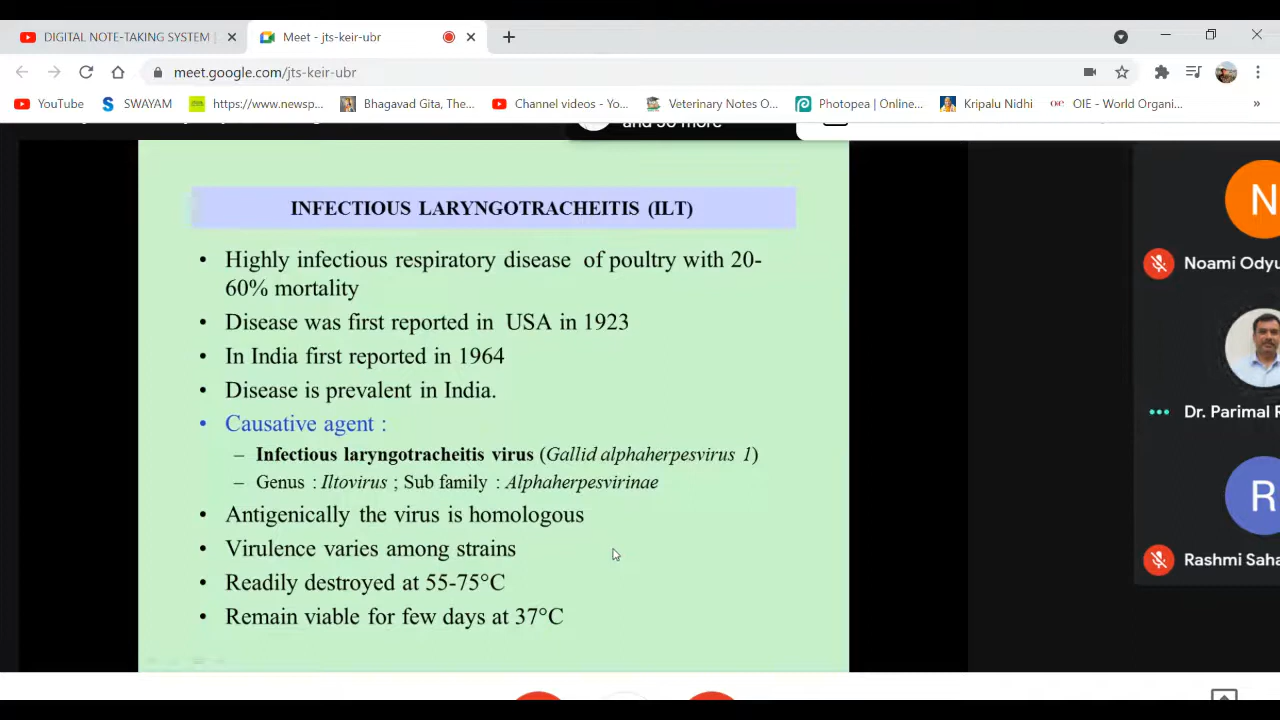 DIGITAL NOTE-TAKING SYSTEM
Meet - jts-keir-ubr
meet.google.com/jts-keir-ubr
YouTube
SWAYAM
https://www.newsp...
Bhagavad Gita, The...
Channel videos - Yo...
Veterinary Notes O...
Photopea | Online...
Kripalu Nidhi
OIE - World Organi...
»
INFECTIOUS LARYNGOTRACHEITIS (ILT)
• Highly infectious respiratory disease of poultry with 20-
60% mortality
• Disease was first reported in USA in 1923
• In India first reported in 1964
• Disease is prevalent in India.
• Causative agent :
– Infectious laryngotracheitis virus (Gallid alphaherpesvirus 1)
– Genus : Iltovirus ; Sub family : Alphaherpesvirinae
• Antigenically the virus is homologous
• Virulence varies among strains
• Readily destroyed at 55-75°C
• Remain viable for few days at 37°C
N
Noami Odyu
Dr. Parimal R
R
Rashmi Saha